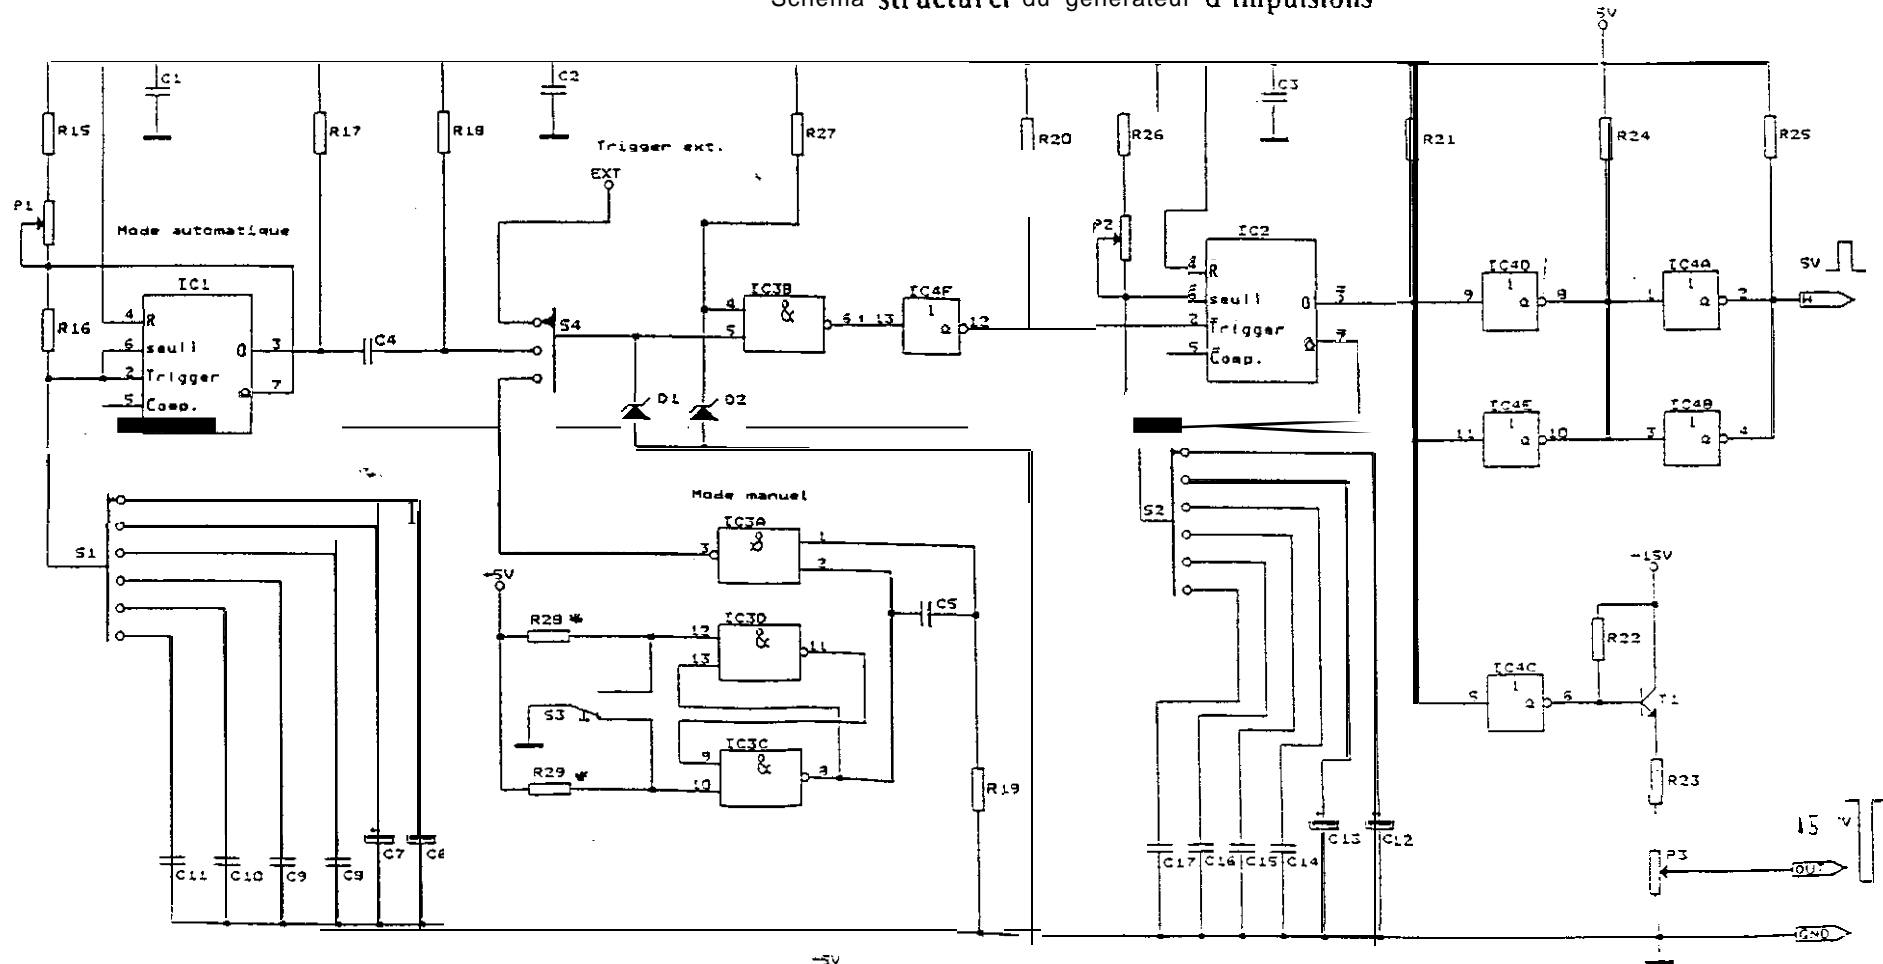 Schéma structurel du générateur d'impulsions
5V
C1
C2
C3
R15
R17
R18
R27
R20
R26
R21
R24
R25
Trigger ext.
EXT
P1
Mode automatique
P2
IC1
IC2
IC3B
IC4F
IC4D
IC4A
5V
R16
4 R
6 seuil
2 Trigger
5 Comp.
Q 3
7
C4
S4
4
5
&
6
13
1
12
4 R
6 seuil
2 Trigger
5 Comp.
Q 3
7
9
1
8
1
1
2
D1
D2
IC4E
IC4B
11
1
10
3
1
4
Mode manuel
S1
S2
IC3A
3
&
1
2
+5V
C5
R28 *
IC3D
12
13
&
11
S3
R29 *
IC3C
9
10
&
8
R19
-15V
R22
IC4C
5
1
6
T1
R23
P3
15 V
OUT
GND
C11
C10
C9
C8
C7
C6
C17
C16
C15
C14
C13
C12
-5V